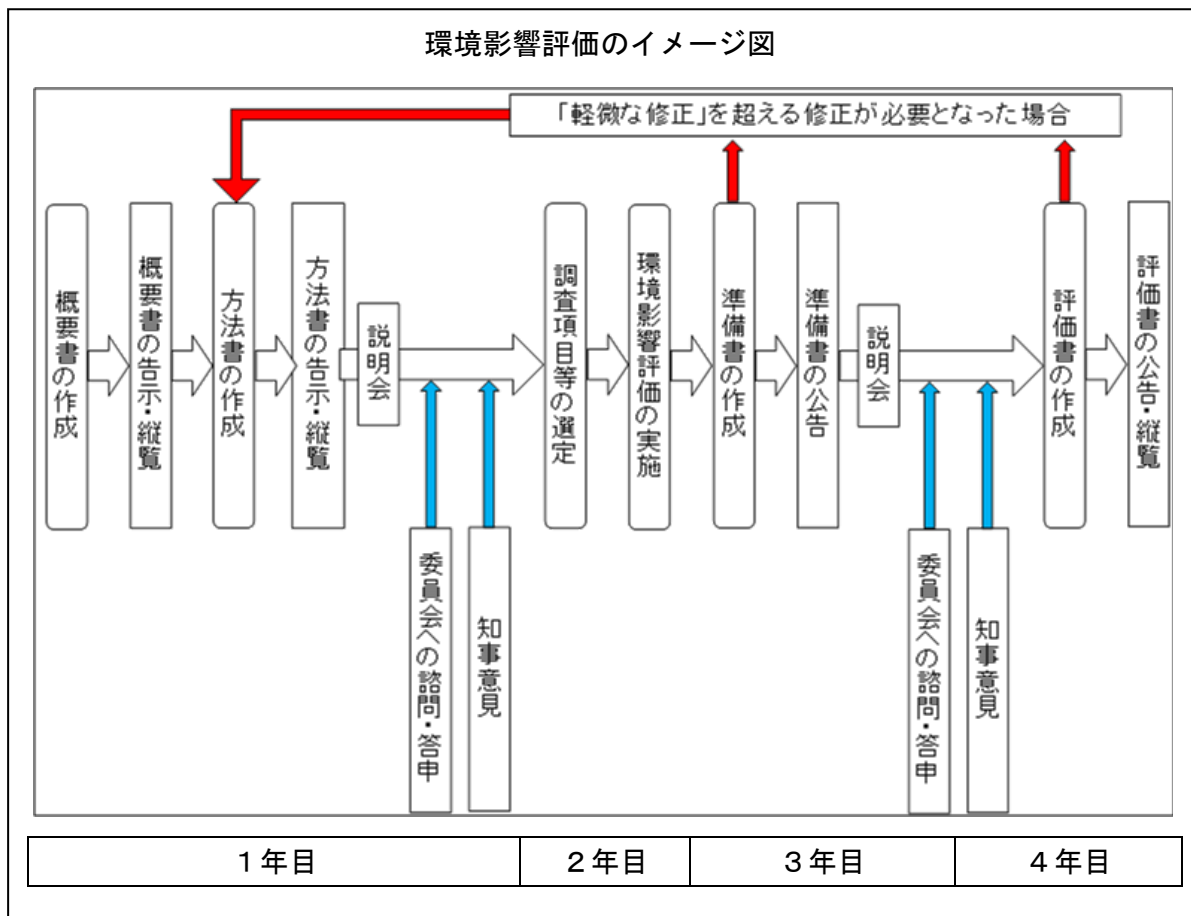 環境影響評価のイメージ図
「軽微な修正」を超える修正が必要となった場合
概要書の作成
概要書の告示・縦覧
方法書の作成
方法書の告示・縦覧
説明会
委員会への諮問・答申
知事意見
調査項目等の選定
環境影響評価の実施
準備書の作成
準備書の公告
説明会
委員会への諮問・答申
知事意見
評価書の作成
評価書の公告・縦覧
1年目
2年目
3年目
4年目